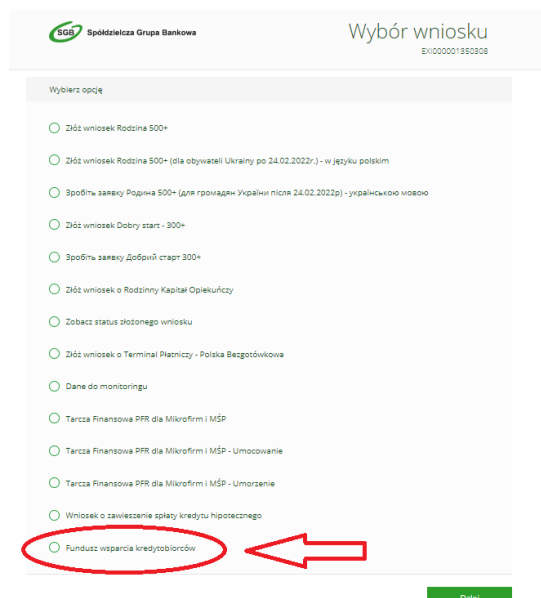 SGB Spółdzielcza Grupa Bankowa
Wybór wniosku
EXI000001350308
Wybierz opcję
Złóż wniosek Rodzina 500+
Złóż wniosek Rodzina 500+ (dla obywateli Ukrainy po 24.02.2022r.) - w języku polskim
Зробіть заявку Родина 500+ (для громадян України після 24.02.2022р) - українською мовою
Złóż wniosek Dobry start - 300+
Зробіть заявку Добрий старт 300+
Złóż wniosek o Rodzinny Kapitał Opiekuńczy
Zobacz status złożonego wniosku
Złóż wniosek o Terminal Płatniczy - Polska Bezgotówkowa
Dane do monitoringu
Tarcza Finansowa PFR dla Mikrofirm i MŚP
Tarcza Finansowa PFR dla Mikrofirm i MŚP - Umocowanie
Tarcza Finansowa PFR dla Mikrofirm i MŚP - Umorzenie
Wniosek o zawieszenie spłaty kredytu hipotecznego
Fundusz wsparcia kredytobiorców
Dalej